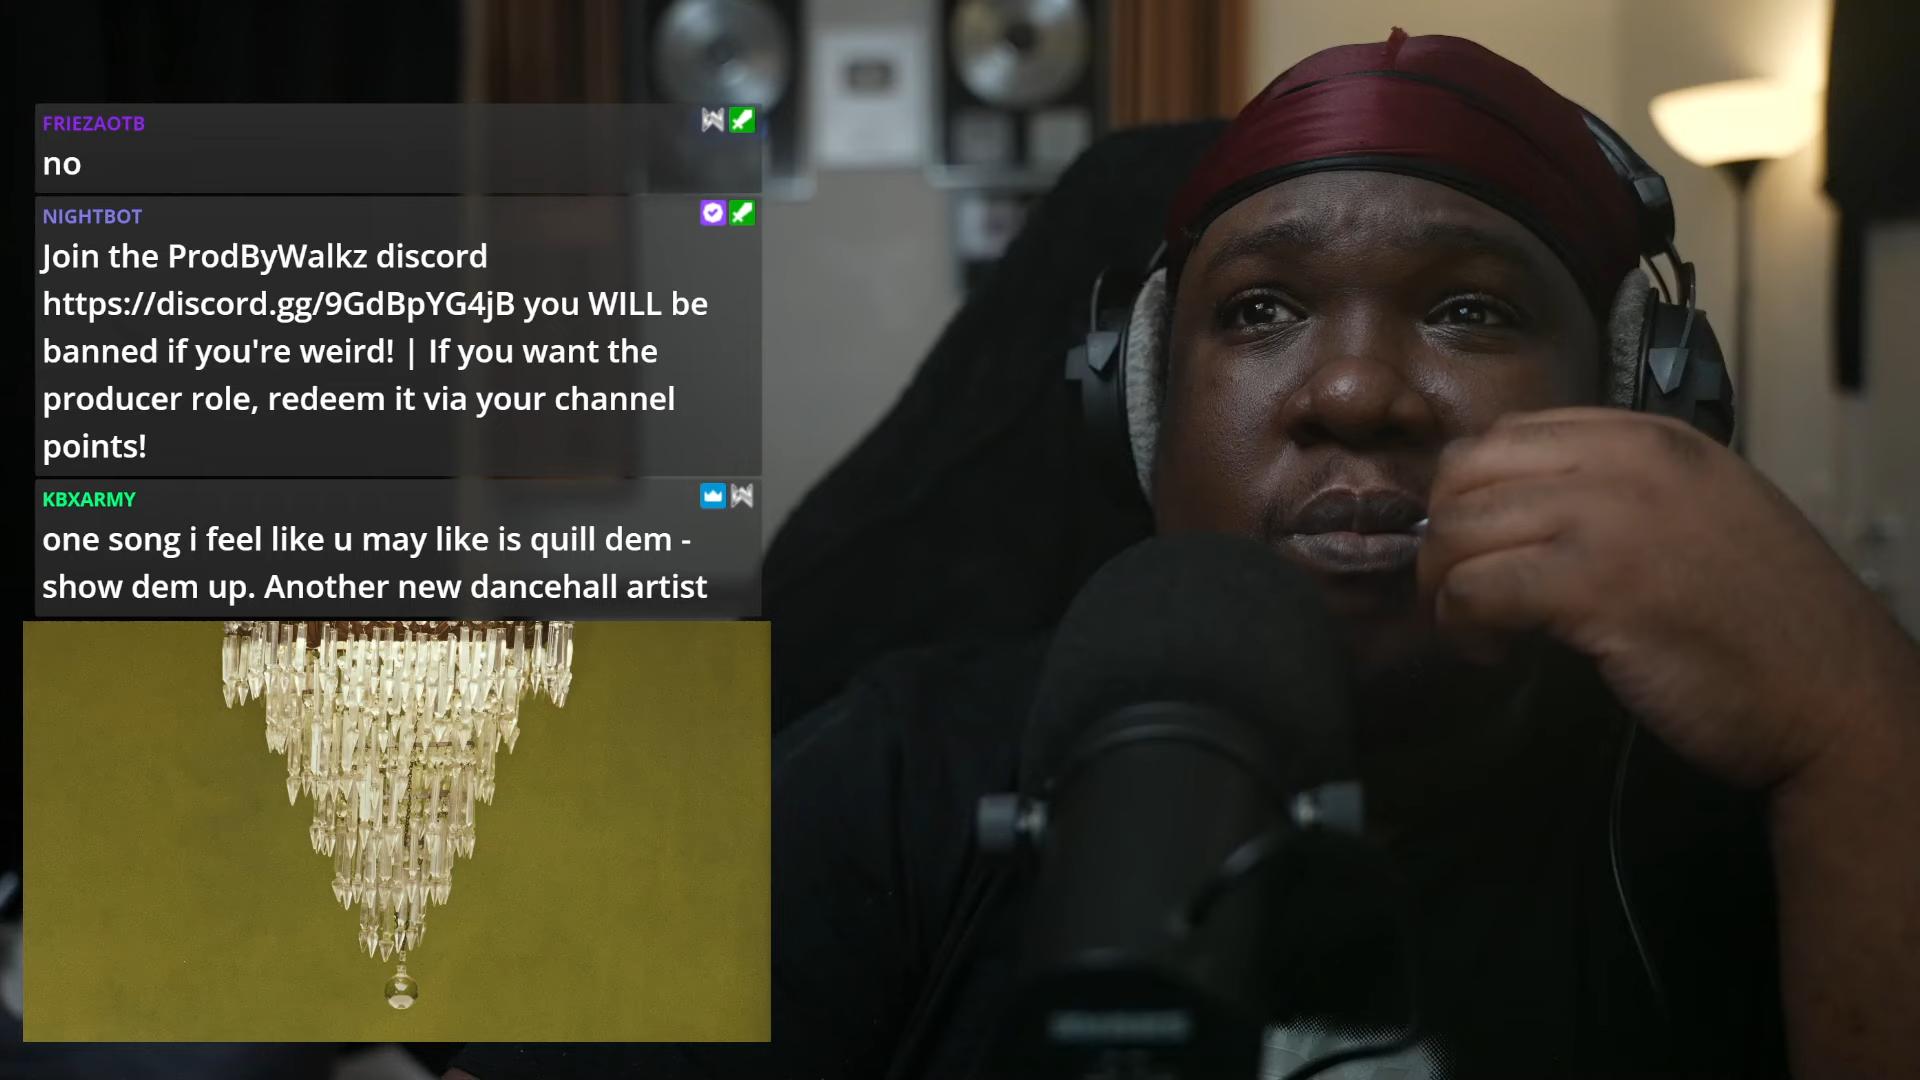 FRIEZAOTB
no
NIGHTBOT
Join the ProdByWalkz discord
https://discord.gg/9GdBpYG4jB you WILL be
banned if you're weird! | If you want the
producer role, redeem it via your channel
points!
KBXARMY
one song i feel like u may like is quill dem -
show dem up. Another new dancehall artist